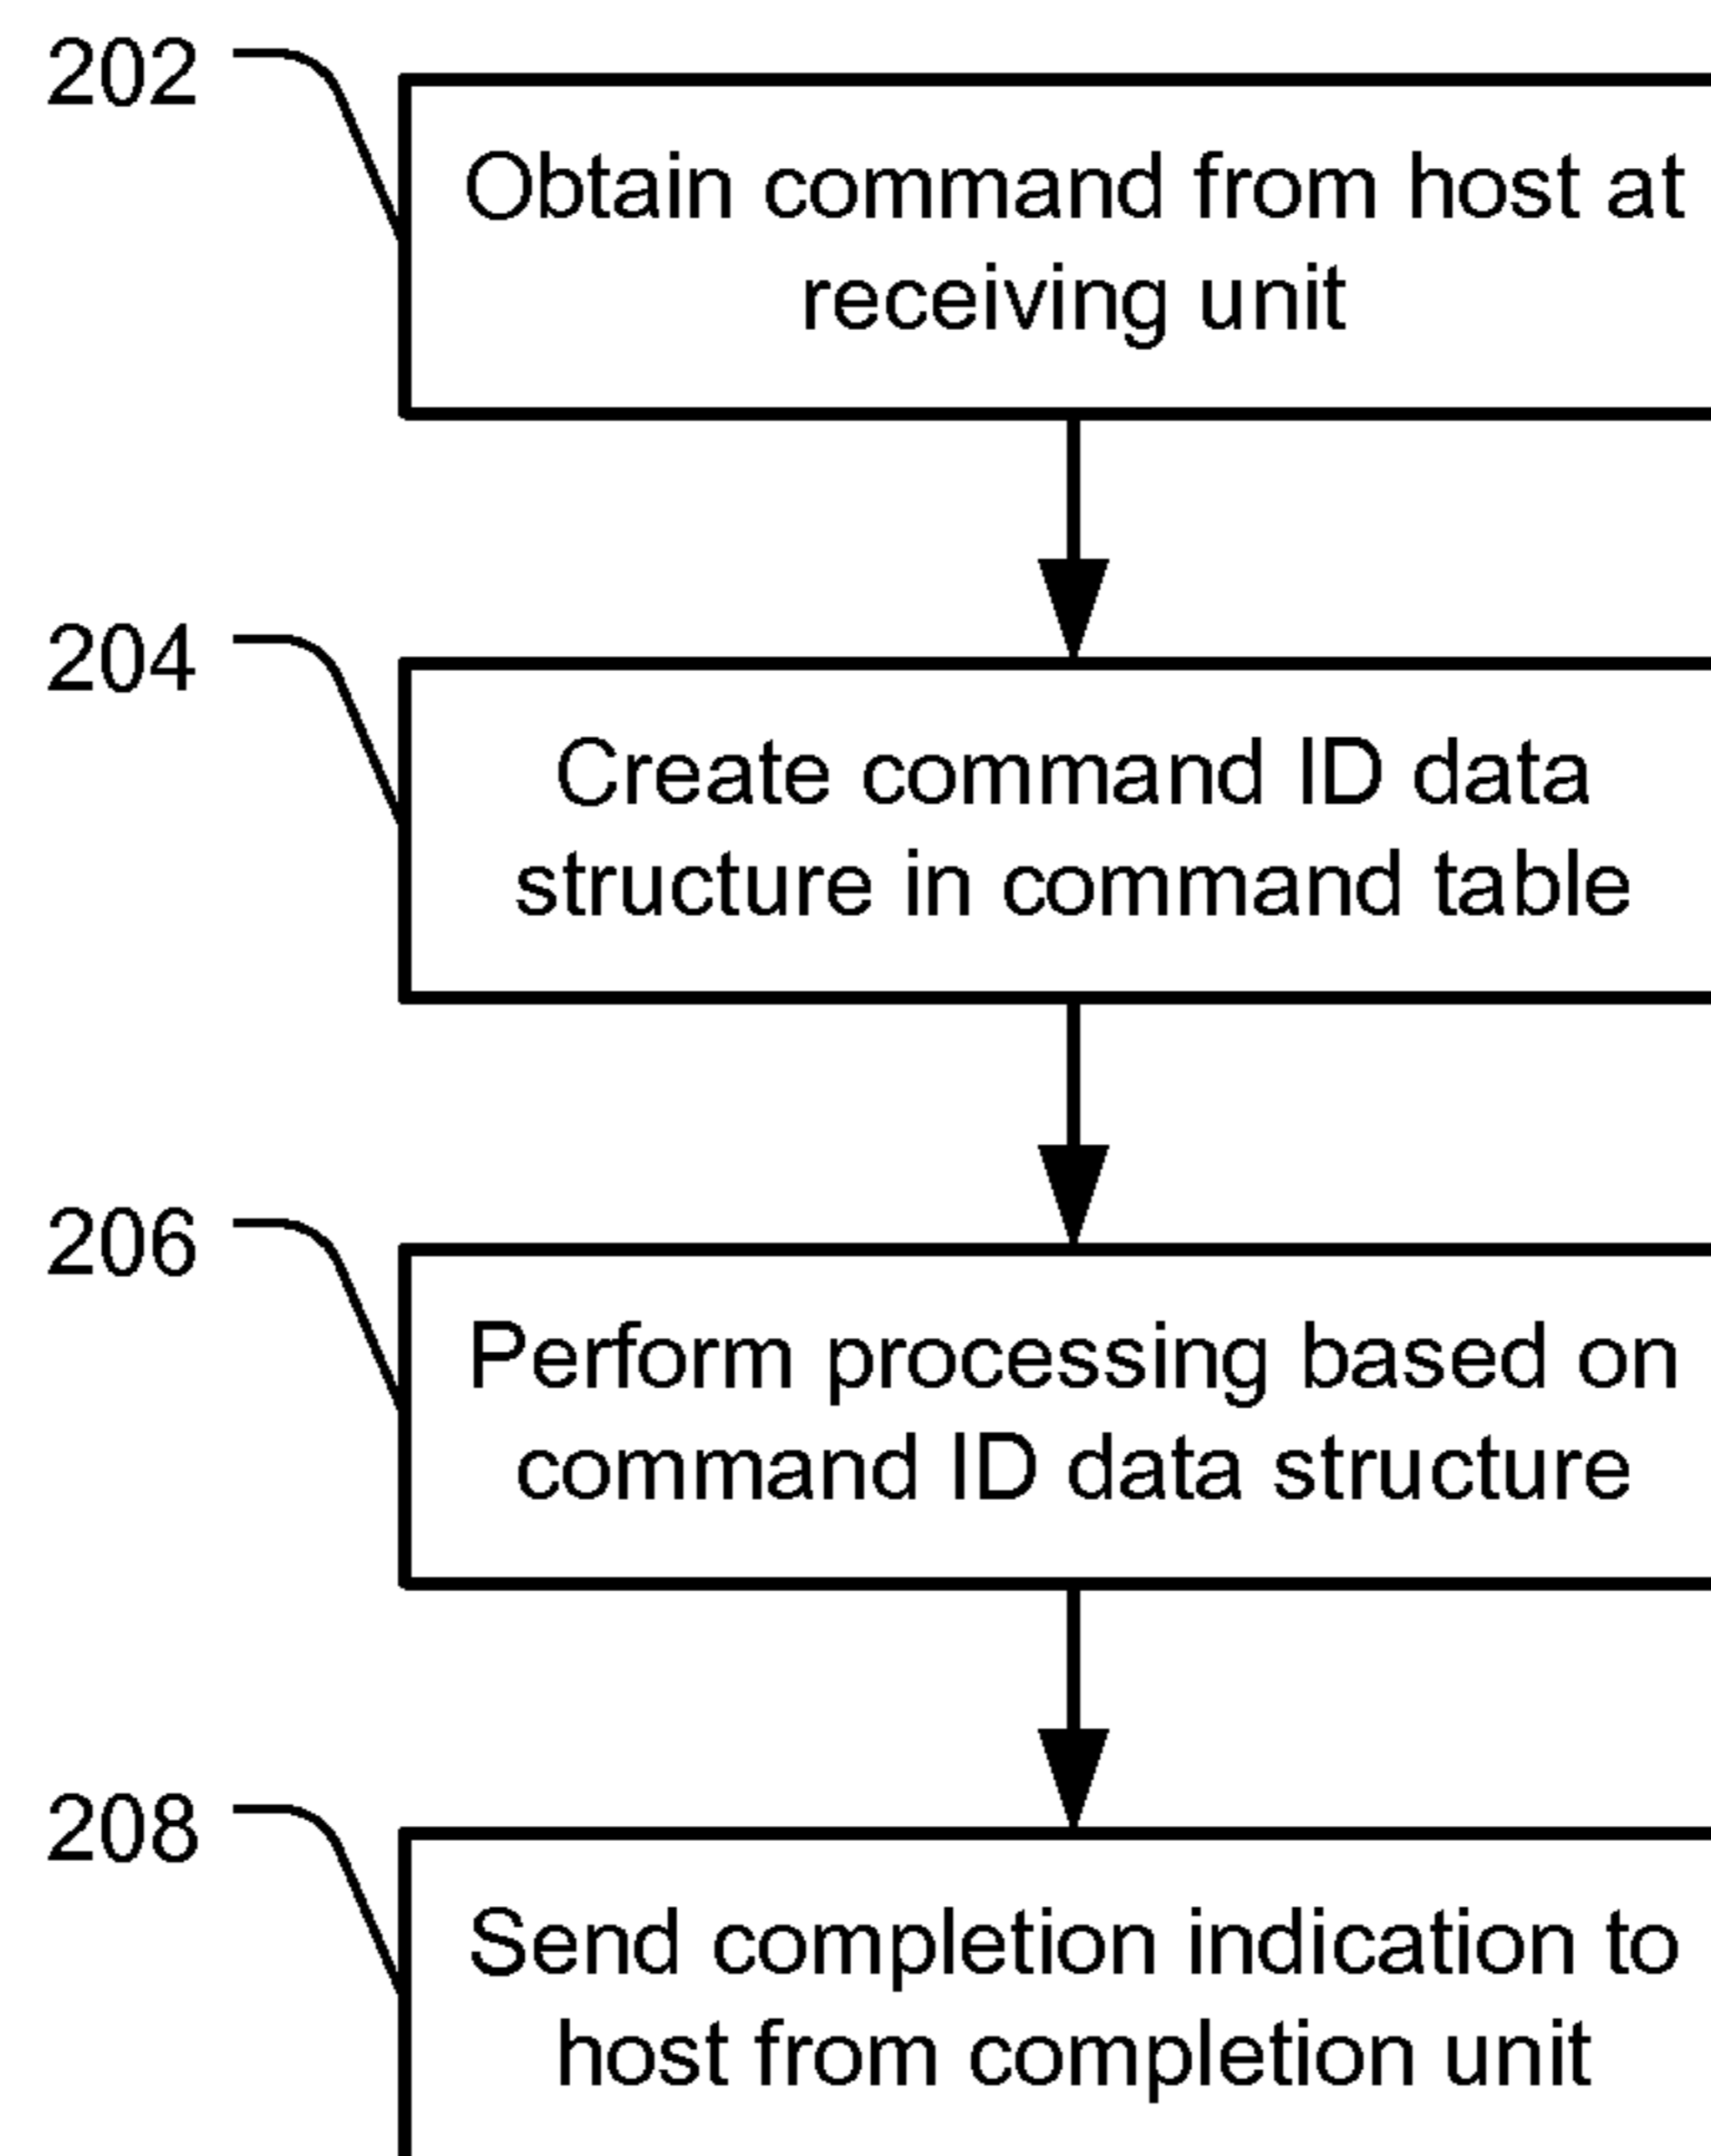 202
Obtain command from host at
receiving unit
204
Create command ID data
structure in command table
206
Perform processing based on
command ID data structure
208
Send completion indication to
host from completion unit